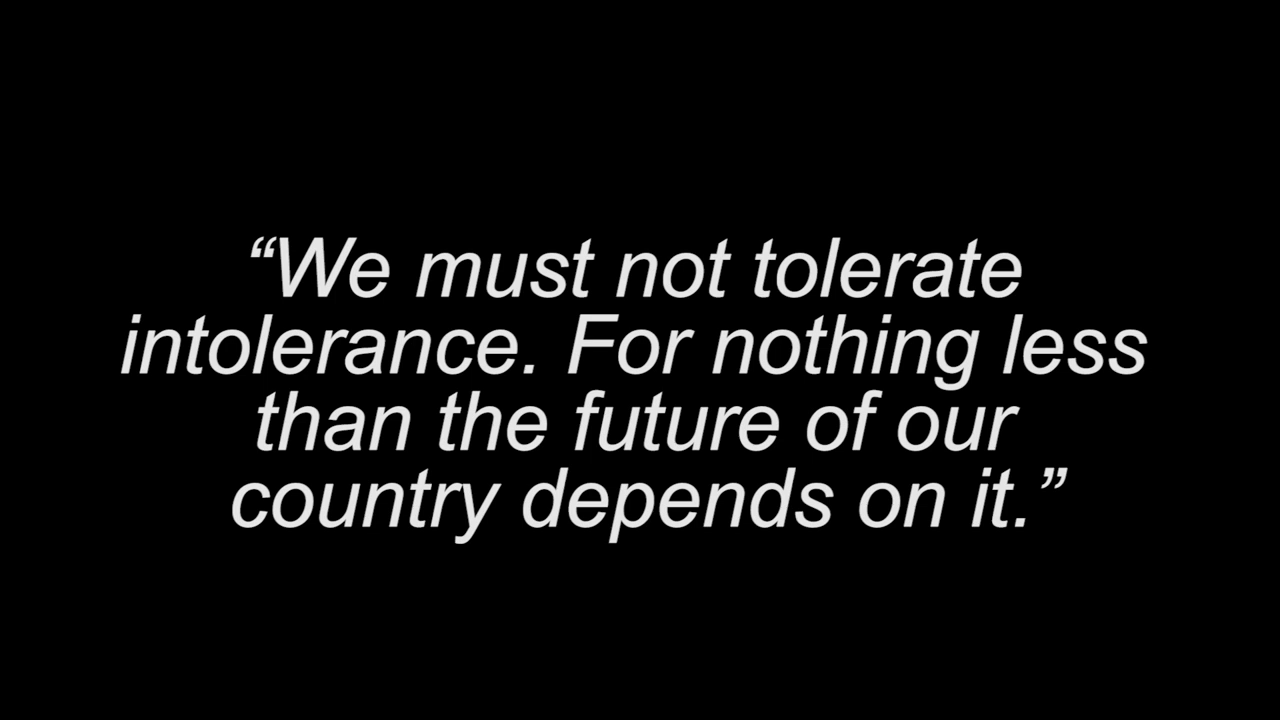 “We must not tolerate
intolerance. For nothing less
than the future of our
country depends on it.”